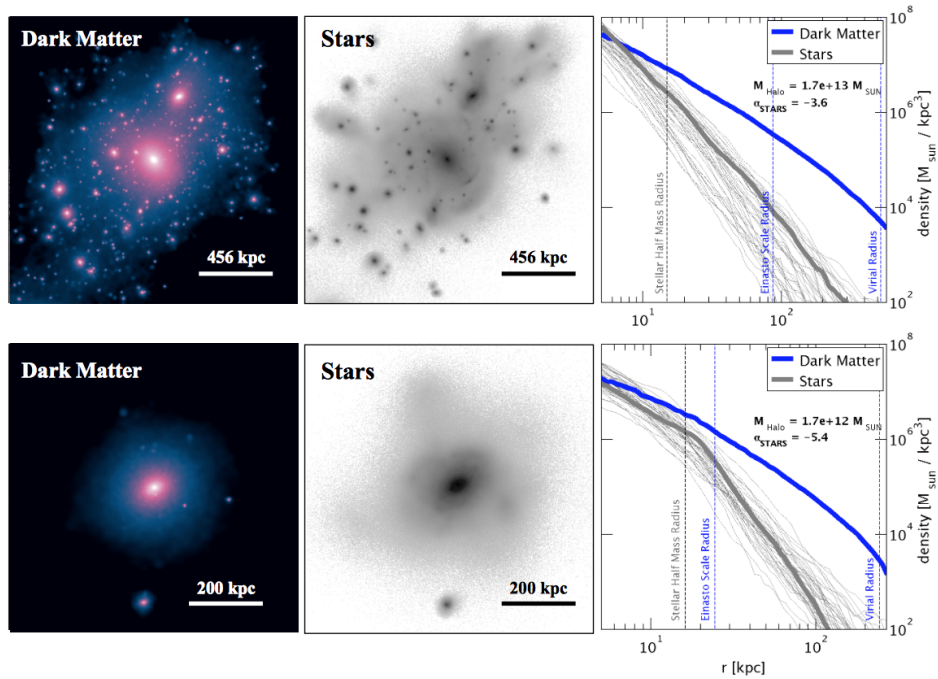 Dark Matter
456 kpc
Stars
456 kpc
Dark Matter
Stars
M Halo = 1.7e+13 M SUN
α STARS = −3.6
Stellar Half Mass Radius
Einasto Scale Radius
Virial Radius
10^8
10^6
10^4
10^2
density [M sun / kpc^3]
10^1
10^2
Dark Matter
200 kpc
Stars
200 kpc
Dark Matter
Stars
M Halo = 1.7e+12 M SUN
α STARS = −5.4
Stellar Half Mass Radius
Einasto Scale Radius
Virial Radius
10^8
10^6
10^4
10^2
density [M sun / kpc^3]
10^1
10^2
r [kpc]